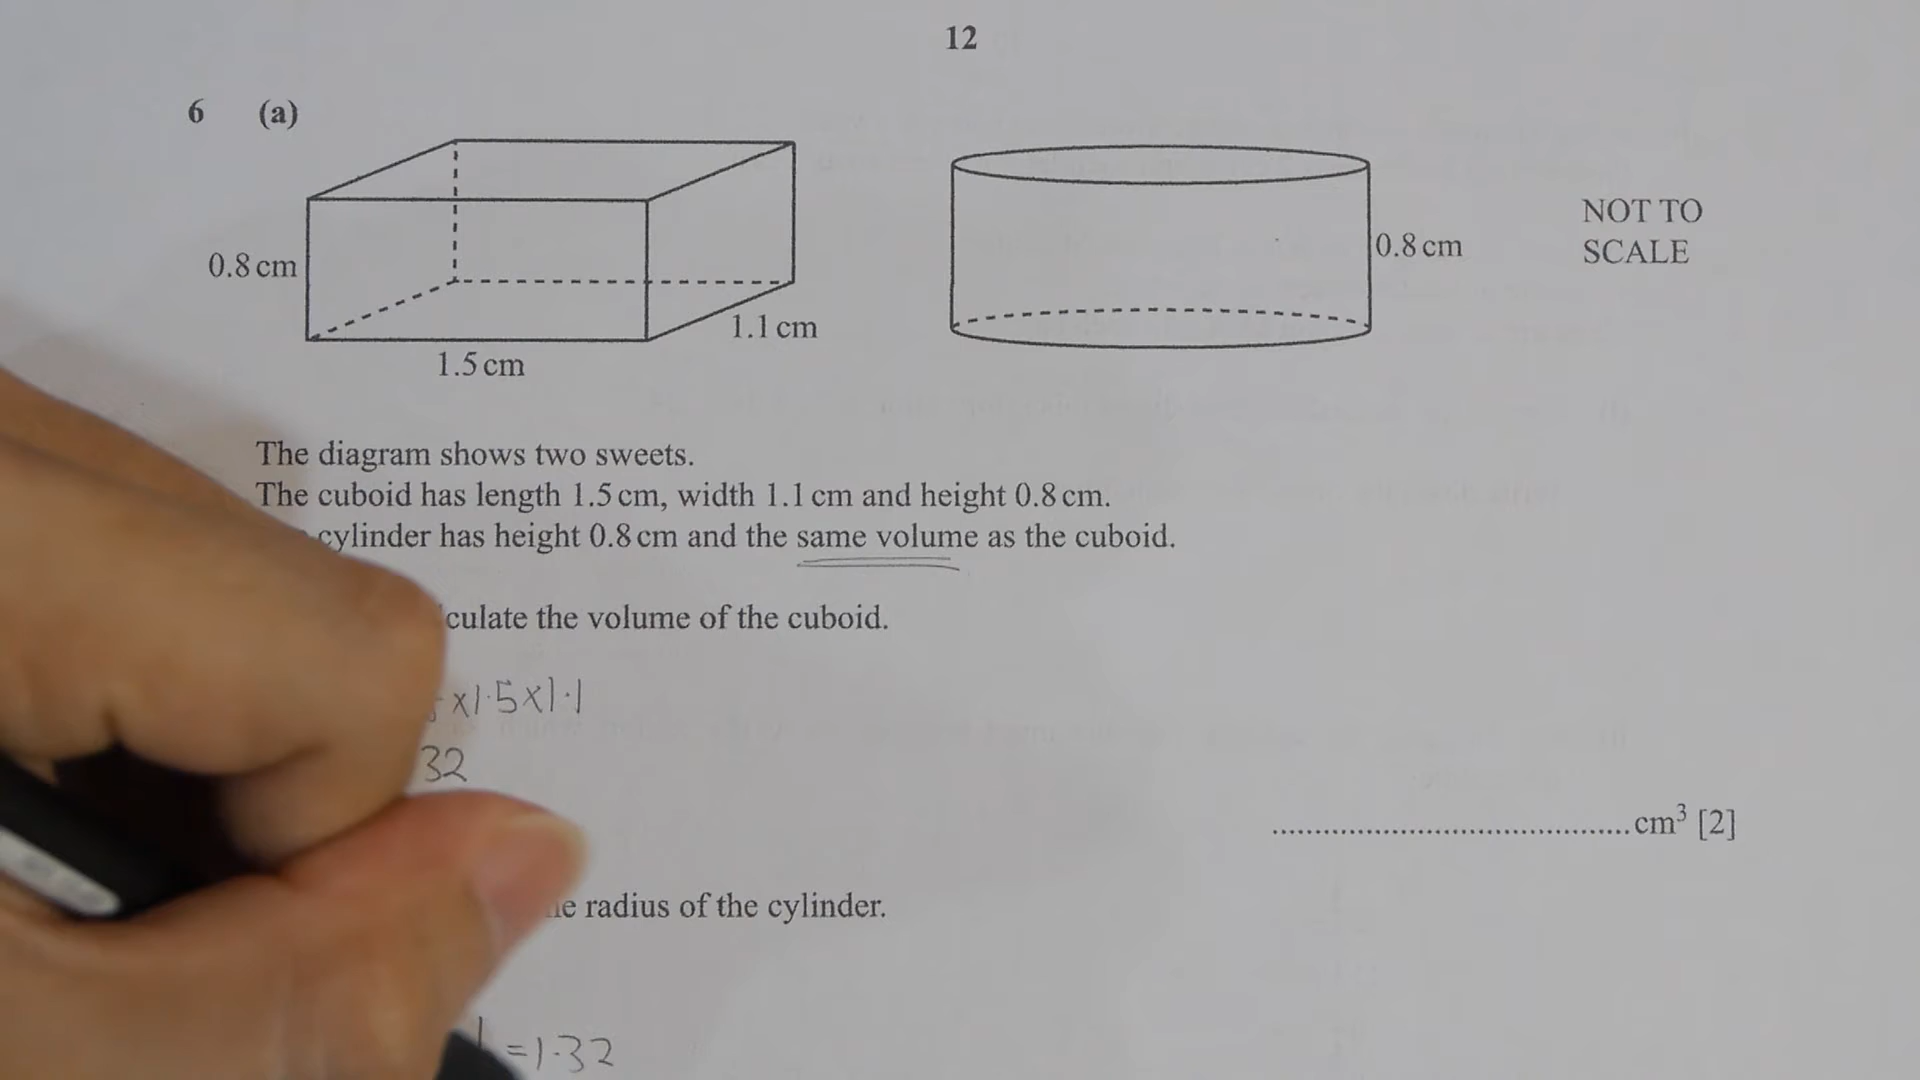 12
6 (a)
0.8 cm
1.1 cm
1.5 cm
0.8 cm
NOT TO
SCALE
The diagram shows two sweets.
The cuboid has length 1.5 cm, width 1.1 cm and height 0.8 cm.
cylinder has height 0.8 cm and the same volume as the cuboid.
the volume of the cuboid.
×1.5×1.1
32
cm³ [2]
radius of the cylinder.
=1.32